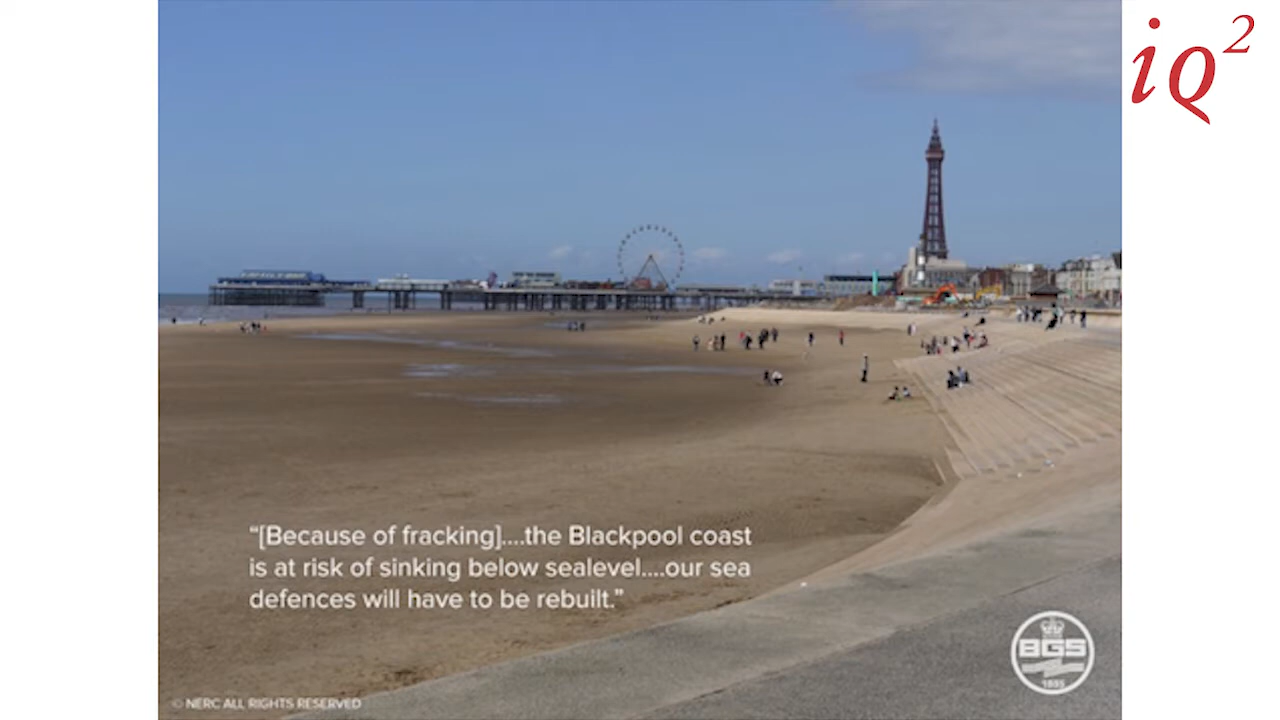 iq2
“[Because of fracking]....the Blackpool coast
is at risk of sinking below sealevel....our sea
defences will have to be rebuilt.”
BGS
1835
© NERC ALL RIGHTS RESERVED